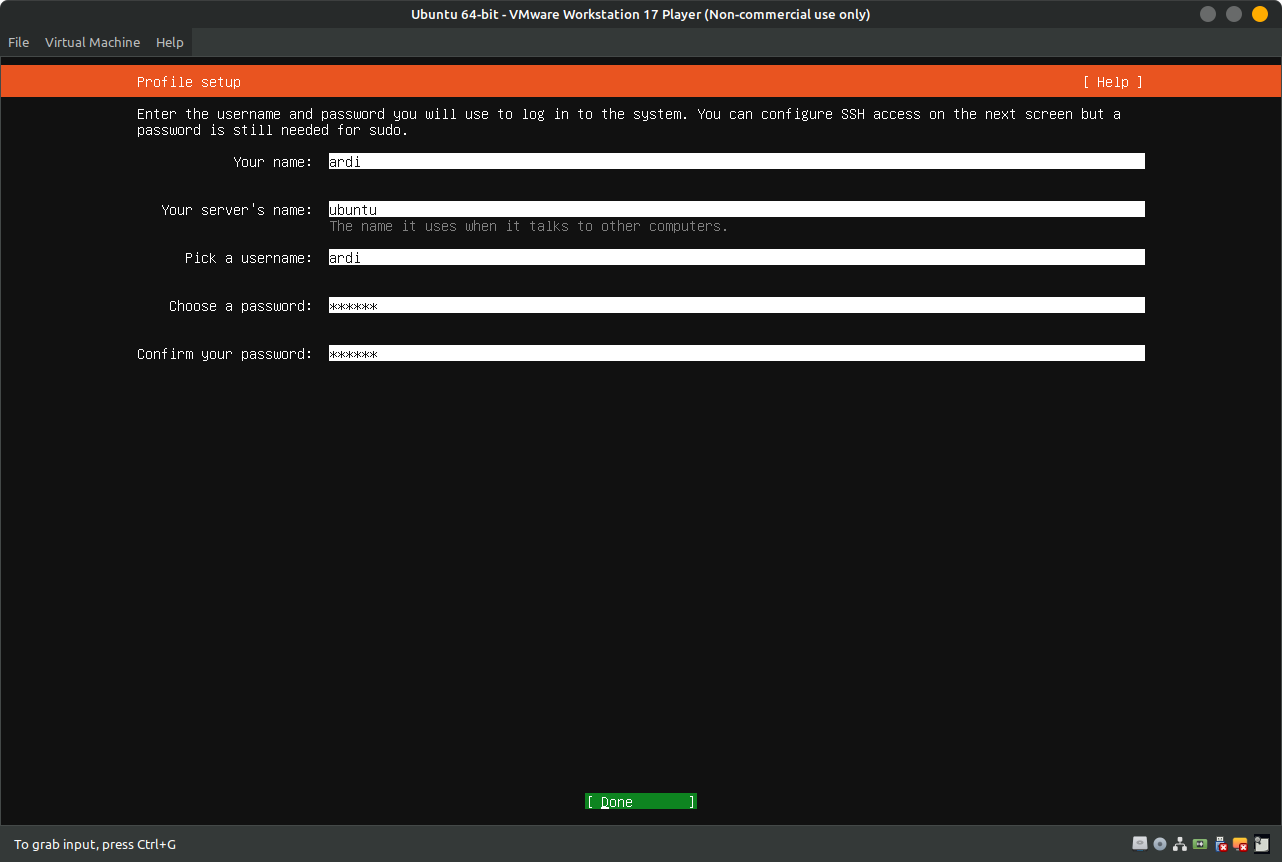 Ubuntu 64-bit - VMware Workstation 17 Player (Non-commercial use only)
File Virtual Machine Help
Profile setup [ Help ]
Enter the username and password you will use to log in to the system. You can configure SSH access on the next screen but a
password is still needed for sudo.
Your name: ardi
Your server's name: ubuntu
The name it uses when it talks to other computers.
Pick a username: ardi
Choose a password: ******
Confirm your password: ******
[ Done ]
To grab input, press Ctrl+G